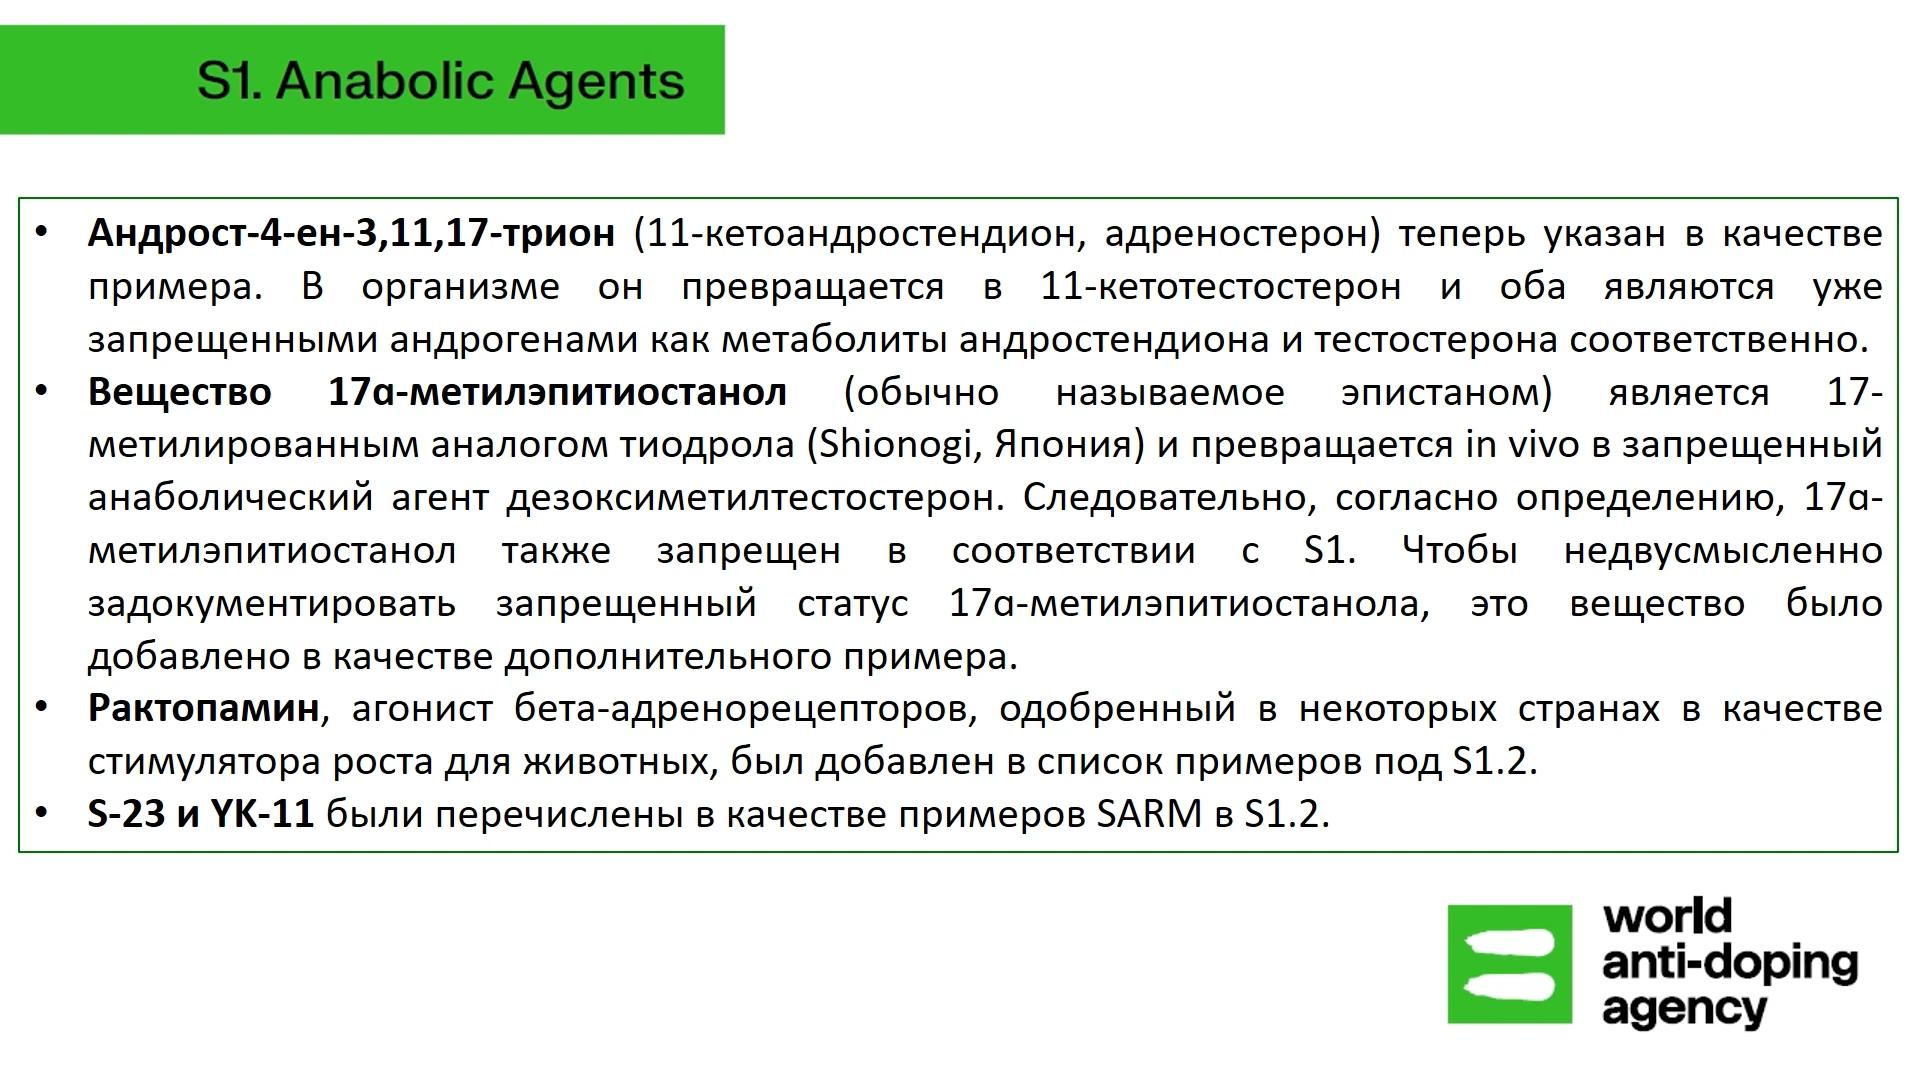 S1. Anabolic Agents
• Андрост-4-ен-3,11,17-трион (11-кетоандростендион, адреностерон) теперь указан в качестве
примера. В организме он превращается в 11-кетотестостерон и оба являются уже
запрещенными андрогенами как метаболиты андростендиона и тестостерона соответственно.
• Вещество 17ɑ-метилэпитиостанол (обычно называемое эпистаном) является 17-
метилированным аналогом тиодрола (Shionogi, Япония) и превращается in vivo в запрещенный
анаболический агент дезоксиметилтестостерон. Следовательно, согласно определению, 17ɑ-
метилэпитиостанол также запрещен в соответствии с S1. Чтобы недвусмысленно
задокументировать запрещенный статус 17ɑ-метилэпитиостанола, это вещество было
добавлено в качестве дополнительного примера.
• Рактопамин, агонист бета-адренорецепторов, одобренный в некоторых странах в качестве
стимулятора роста для животных, был добавлен в список примеров под S1.2.
• S-23 и YK-11 были перечислены в качестве примеров SARM в S1.2.
world
anti-doping
agency